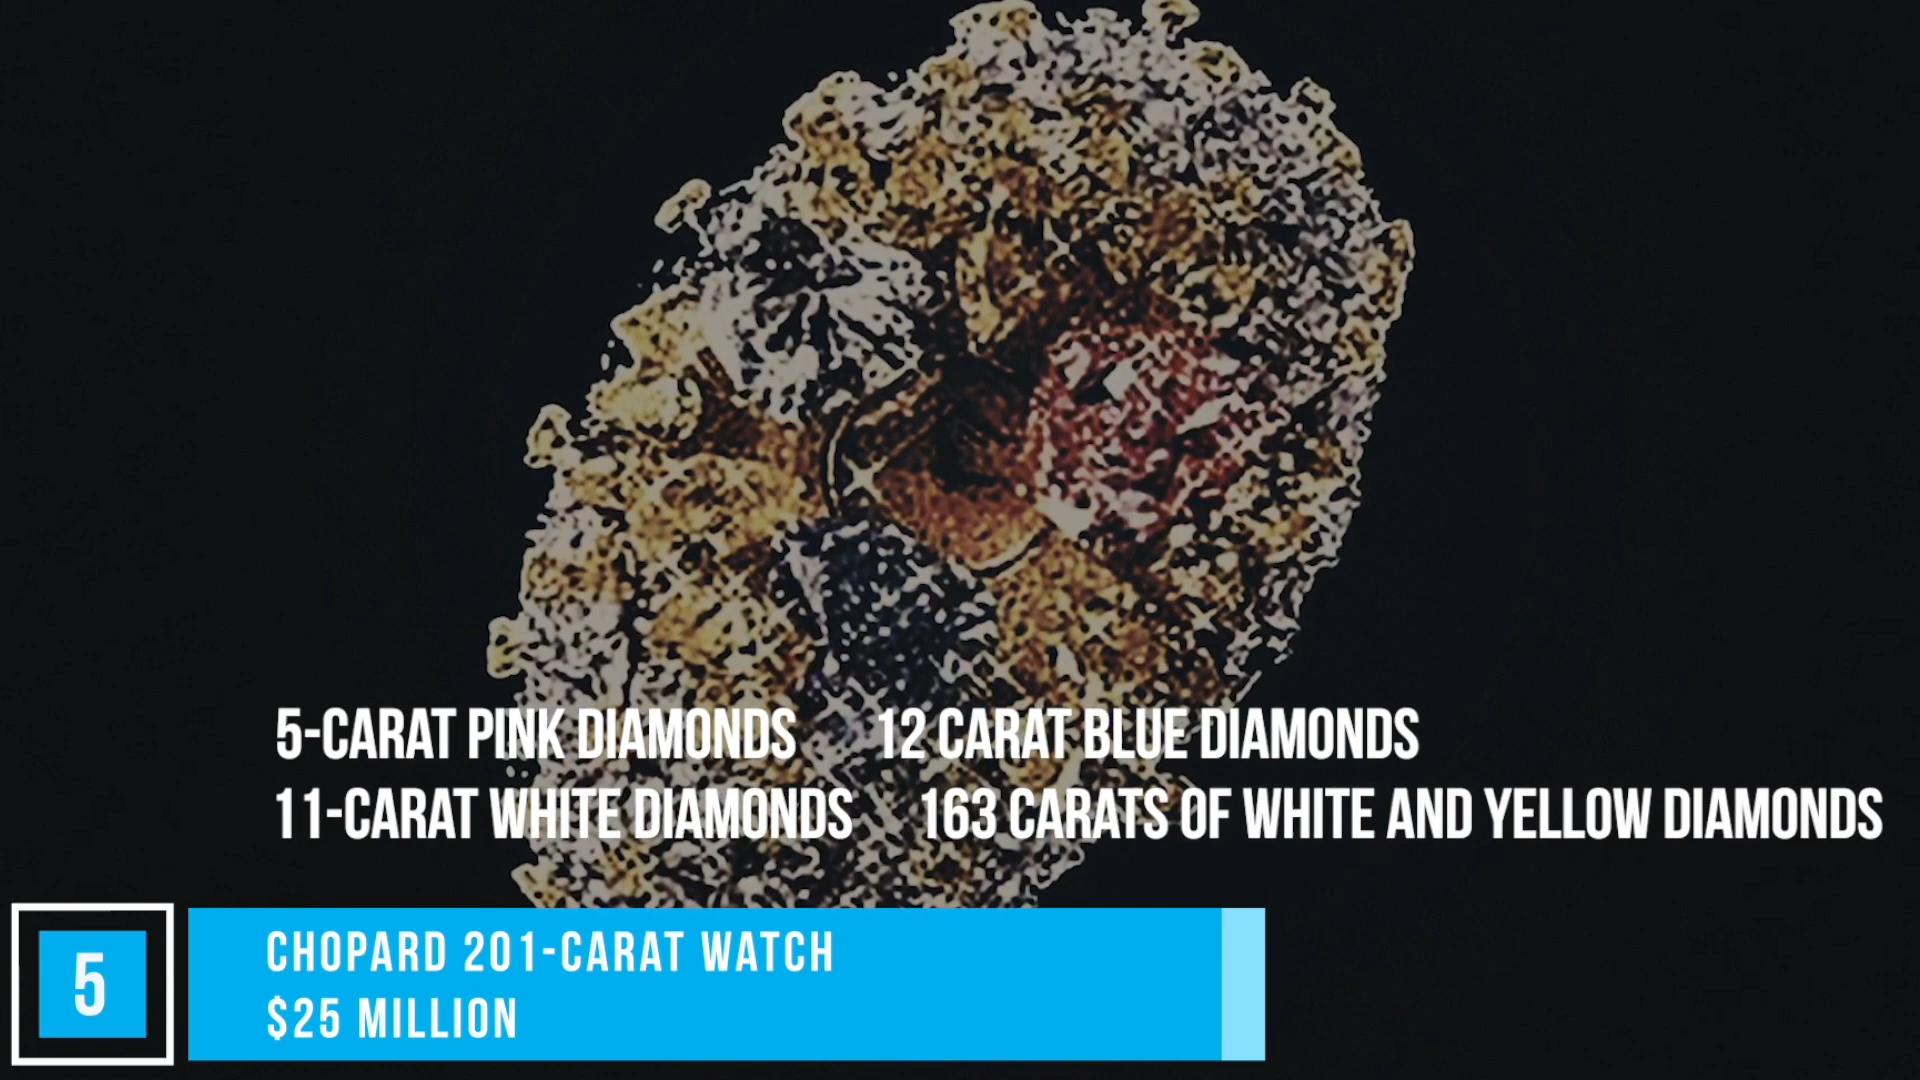 5-CARAT PINK DIAMONDS 12 CARAT BLUE DIAMONDS
11-CARAT WHITE DIAMONDS 163 CARATS OF WHITE AND YELLOW DIAMONDS
5
CHOPARD 201-CARAT WATCH
$25 MILLION